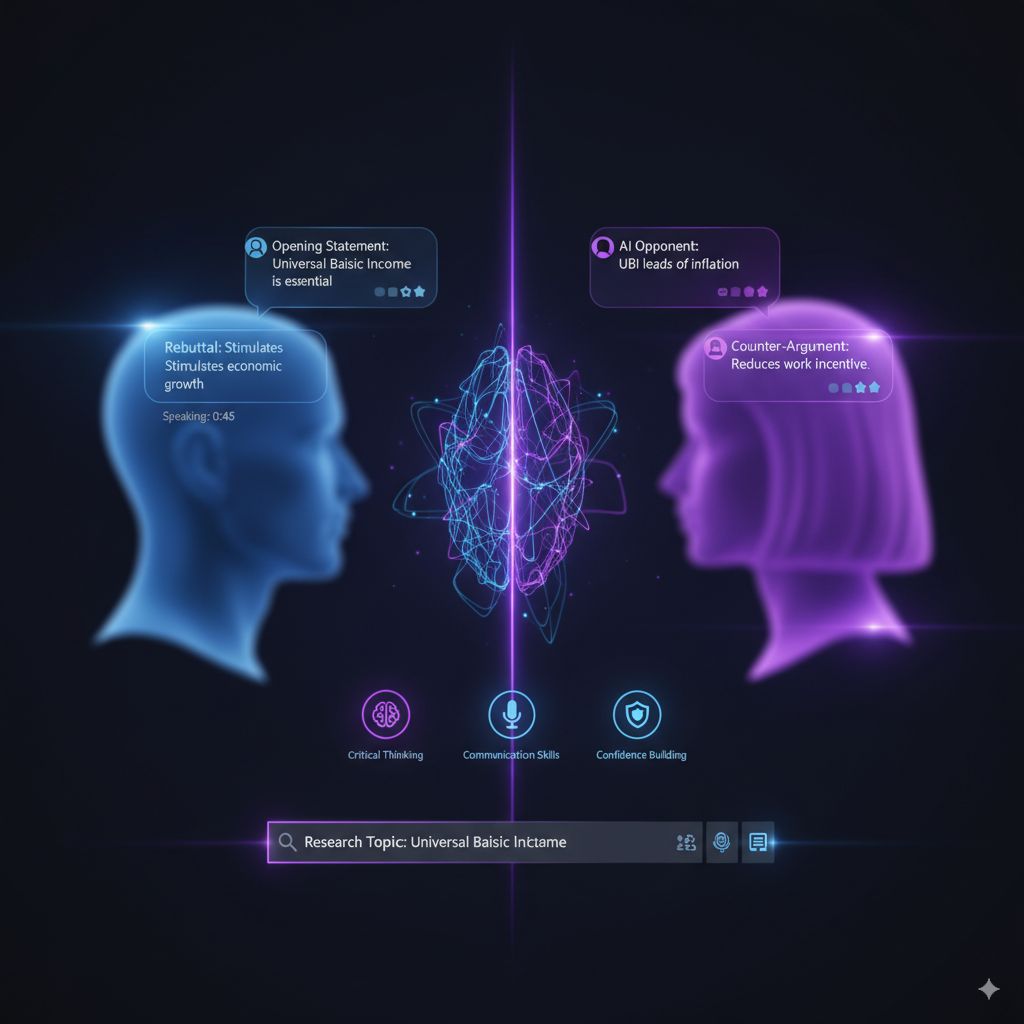 Opening Statement:
Universal Baisic Income
is essential
AI Opponent:
UBI leads of inflation
Rebuttal: Stimulates
Stimulstes economic
growth
Speaking: 0:45
Counter-Argument:
Reduces work incentive.
Critical Thinking
Communication Skills
Confidence Building
Research Topic: Universal Baisic Inctame